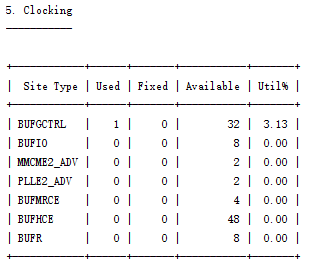 5. Clocking
-----------
+------------+------+-------+-----------+-------+
| Site Type | Used | Fixed | Available | Util% |
+------------+------+-------+-----------+-------+
| BUFGCTRL | 1 | 0 | 32 | 3.13 |
| BUFIO | 0 | 0 | 8 | 0.00 |
| MMCME2_ADV | 0 | 0 | 2 | 0.00 |
| PLLE2_ADV | 0 | 0 | 2 | 0.00 |
| BUFMRCE | 0 | 0 | 4 | 0.00 |
| BUFHCE | 0 | 0 | 48 | 0.00 |
| BUFR | 0 | 0 | 8 | 0.00 |
+------------+------+-------+-----------+-------+